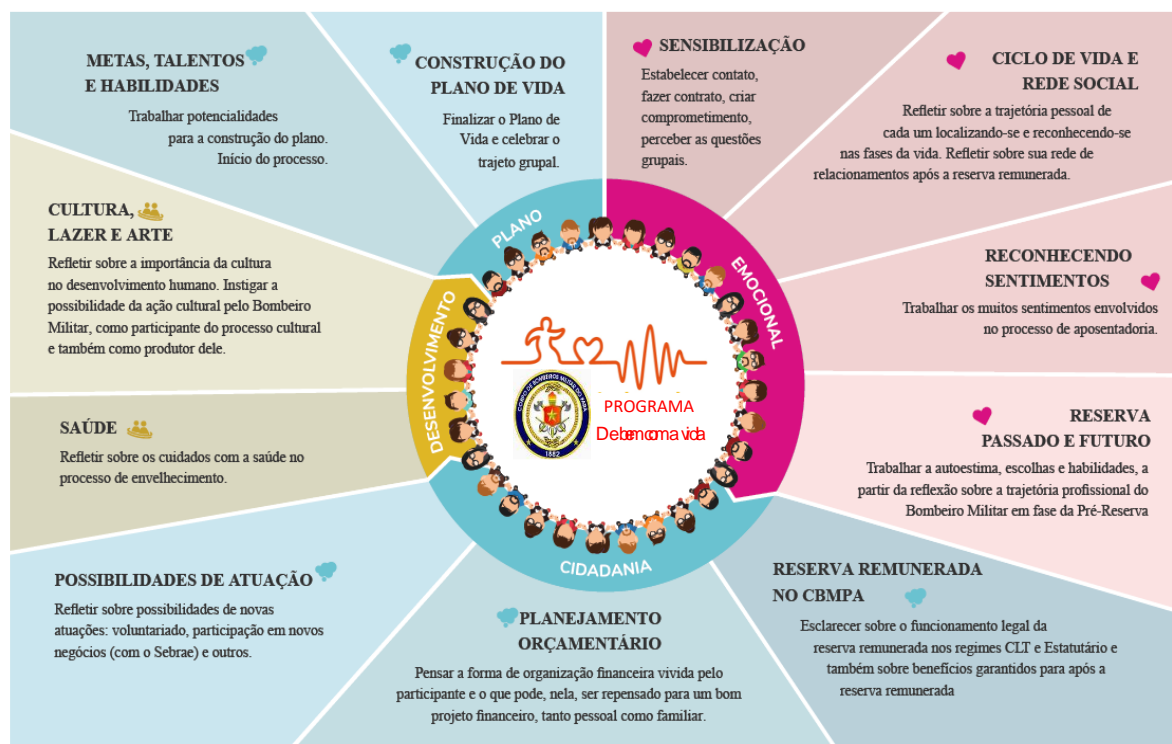 METAS, TALENTOS
E HABILIDADES
Trabalhar potencialidades
para a construção do plano.
Início do processo.
CONSTRUÇÃO DO
PLANO DE VIDA
Finalizar o Plano de
Vida e celebrar o
trajeto grupal.
SENSIBILIZAÇÃO
Estabelecer contato,
fazer contrato, criar
comprometimento,
perceber as questões
grupais.
CICLO DE VIDA E
REDE SOCIAL
Refletir sobre a trajetória pessoal de
cada um localizando-se e reconhecendo-se
nas fases da vida. Refletir sobre sua rede de
relacionamentos após a reserva remunerada.
CULTURA,
LAZER E ARTE
Refletir sobre a importância da cultura
no desenvolvimento humano. Instigar a
possibilidade da ação cultural pelo Bombeiro
Militar, como participante do processo cultural
e também como produtor dele.
RECONHECENDO
SENTIMENTOS
Trabalhar os muitos sentimentos envolvidos
no processo de aposentadoria.
PLANO
EMOCIONAL
DESENVOLVIMENTO
CIDADANIA
CORPO DE BOMBEIROS MILITAR DO PARÁ
1882
PROGRAMA
De bem com a vida
SAÚDE
Refletir sobre os cuidados com a saúde no
processo de envelhecimento.
RESERVA
PASSADO E FUTURO
Trabalhar a autoestima, escolhas e habilidades, a
partir da reflexão sobre a trajetória profissional do
Bombeiro Militar em fase da Pré-Reserva
POSSIBILIDADES DE ATUAÇÃO
Refletir sobre possibilidades de novas
atuações: voluntariado, participação em novos
negócios (com o Sebrae) e outros.
PLANEJAMENTO
ORÇAMENTÁRIO
Pensar a forma de organização financeira vivida pelo
participante e o que pode, nela, ser repensado para um bom
projeto financeiro, tanto pessoal como familiar.
RESERVA REMUNERADA
NO CBMPA
Esclarecer sobre o funcionamento legal da
reserva remunerada nos regimes CLT e Estatutário e
também sobre benefícios garantidos para após a
reserva remunerada